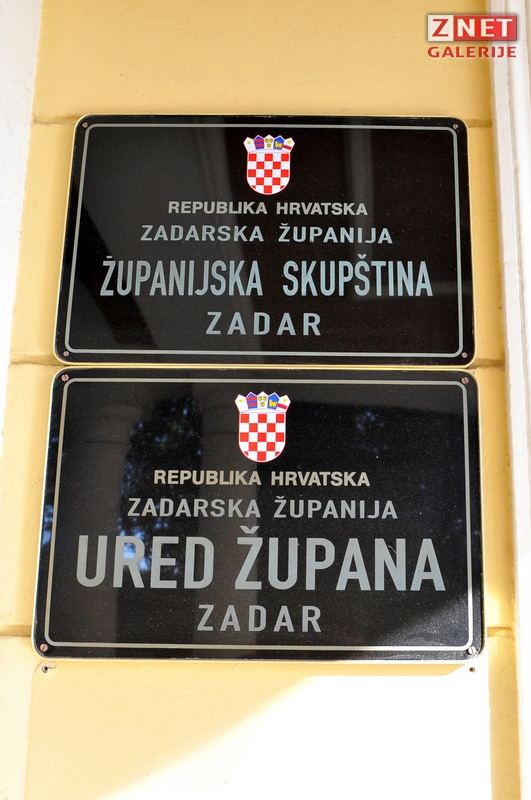 ZNET
GALERIJE
REPUBLIKA HRVATSKA
ZADARSKA ŽUPANIJA
ŽUPANIJSKA SKUPŠTINA
ZADAR
REPUBLIKA HRVATSKA
ZADARSKA ŽUPANIJA
URED ŽUPANA
ZADAR